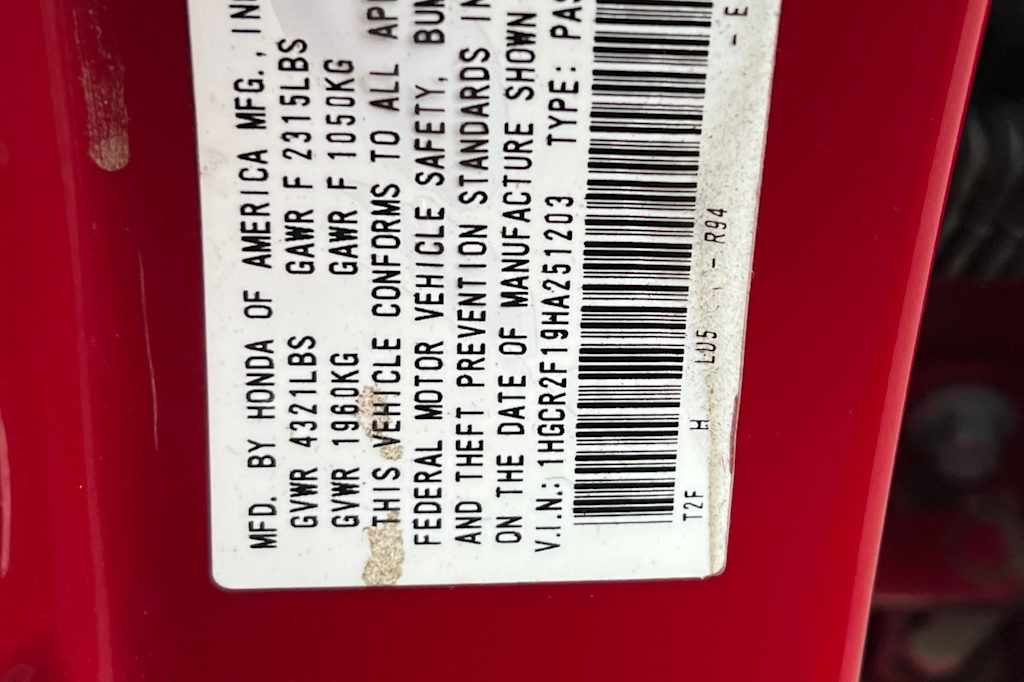 MFD. BY HONDA OF AMERICA MFG., IN
GVWR 4321LBS GAWR F 2315LBS
GVWR 1960KG GAWR F 1050KG
THIS VEHICLE CONFORMS TO ALL AP
FEDERAL MOTOR VEHICLE SAFETY, BUM
AND THEFT PREVENTION STANDARDS IN
ON THE DATE OF MANUFACTURE SHOWN
V.I.N.: 1HGCR2F19HA251203 TYPE: PAS
T2F H LU5 - R94 - E